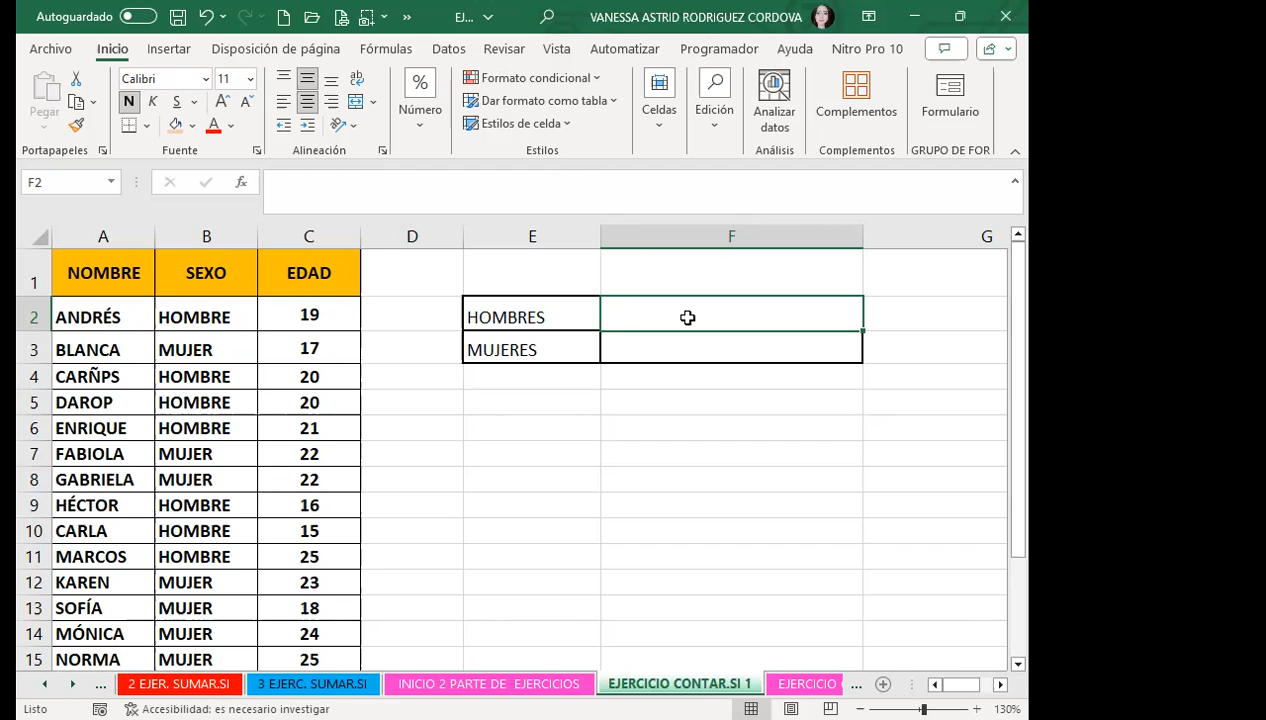 Autoguardado EJ... VANESSA ASTRID RODRIGUEZ CORDOVA
Archivo Inicio Insertar Disposición de página Fórmulas Datos Revisar Vista Automatizar Programador Ayuda Nitro Pro 10
Pegar
Portapapeles
Calibri 11
N K S
Fuente
ab
Alineación
%
Número
Formato condicional
Dar formato como tabla
Estilos de celda
Estilos
Celdas
Edición
Analizar datos
Análisis
Complementos
Complementos
Formulario
GRUPO DE FOR
F2 fx
A B C D E F G
1 NOMBRE SEXO EDAD
2 ANDRÉS HOMBRE 19 HOMBRES
3 BLANCA MUJER 17 MUJERES
4 CARÑPS HOMBRE 20
5 DAROP HOMBRE 20
6 ENRIQUE HOMBRE 21
7 FABIOLA MUJER 22
8 GABRIELA MUJER 22
9 HÉCTOR HOMBRE 16
10 CARLA HOMBRE 15
11 MARCOS HOMBRE 25
12 KAREN MUJER 23
13 SOFÍA MUJER 18
14 MÓNICA MUJER 24
15 NORMA MUJER 25
... 2 EJER. SUMAR.SI 3 EJERC. SUMAR.SI INICIO 2 PARTE DE EJERCICIOS EJERCICIO CONTAR.SI 1 EJERCICIO ...
Listo Accesibilidad: es necesario investigar 130%